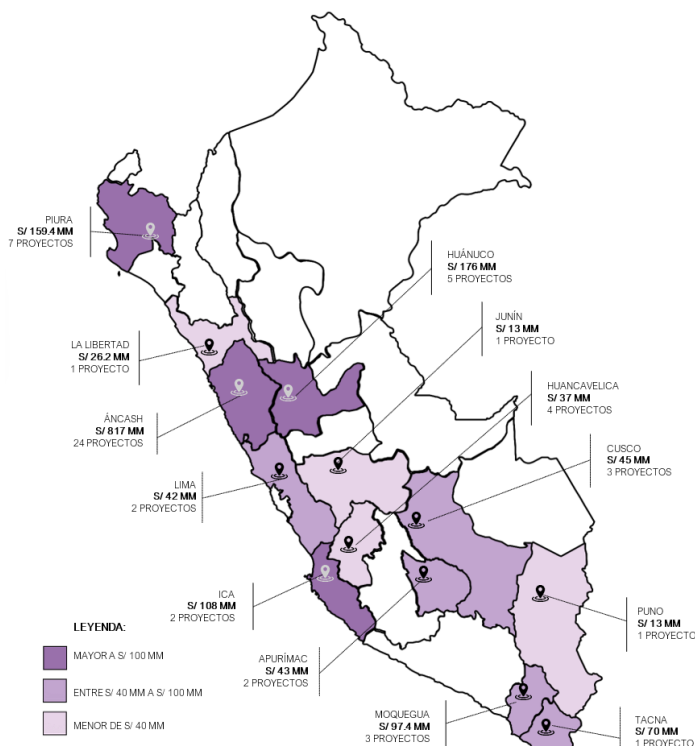 PIURA
S/ 159.4 MM
7 PROYECTOS
HUÁNUCO
S/ 176 MM
5 PROYECTOS
JUNÍN
S/ 13 MM
1 PROYECTO
LA LIBERTAD
S/ 26.2 MM
1 PROYECTO
HUANCAVELICA
S/ 37 MM
4 PROYECTOS
ÁNCASH
S/ 817 MM
24 PROYECTOS
CUSCO
S/ 45 MM
3 PROYECTOS
LIMA
S/ 42 MM
2 PROYECTOS
ICA
S/ 108 MM
2 PROYECTOS
PUNO
S/ 13 MM
1 PROYECTO
LEYENDA:
MAYOR A S/ 100 MM
ENTRE S/ 40 MM A S/ 100 MM
MENOR DE S/ 40 MM
APURÍMAC
S/ 43 MM
2 PROYECTOS
MOQUEGUA
S/ 97.4 MM
3 PROYECTOS
TACNA
S/ 70 MM
1 PROYECTO